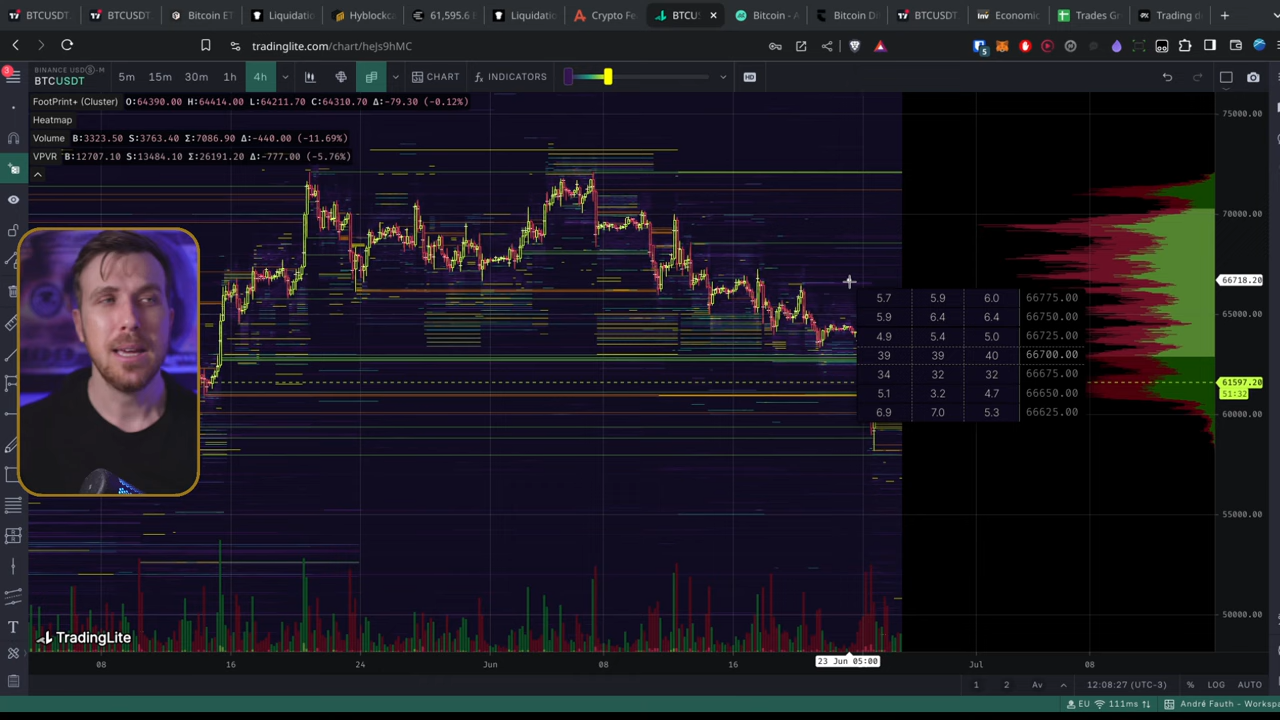 BTCUSDT
BTCUSDT.
Bitcoin ET
Liquidatio
Hyblocka
61,595.6 B
Liquidatio
Crypto Fe
BTCU
Bitcoin - A
Bitcoin De
BTCUSDT.
Economic
Trades Gr
Trading d
tradinglite.com/chart/heJs9hMC
BINANCE USDⓈ-M
BTCUSDT
5m 15m 30m 1h 4h CHART INDICATORS HD
FootPrint+ (Cluster) O:64390.00 H:64414.00 L:64211.70 C:64310.70 Δ:-79.30 (-0.12%)
Heatmap
Volume B:3323.50 S:3763.40 Σ:7086.90 Δ:-440.00 (-11.69%)
VPVR B:12707.10 S:13484.10 Σ:26191.20 Δ:-777.00 (-5.76%)
75000.00
70000.00
66718.20
65000.00
61597.20
51:32
60000.00
55000.00
50000.00
5.7 5.9 6.0 66775.00
5.9 6.4 6.4 66750.00
4.9 5.4 5.0 66725.00
39 39 40 66700.00
34 32 32 66675.00
5.1 3.2 4.7 66650.00
6.9 7.0 5.3 66625.00
TradingLite
08 16 24 Jun 08 16 23 Jun 05:00 Jul 08
1 2 Av 12:08:27 (UTC-3) % LOG AUTO
EU 111ms André Fauth - Workspa